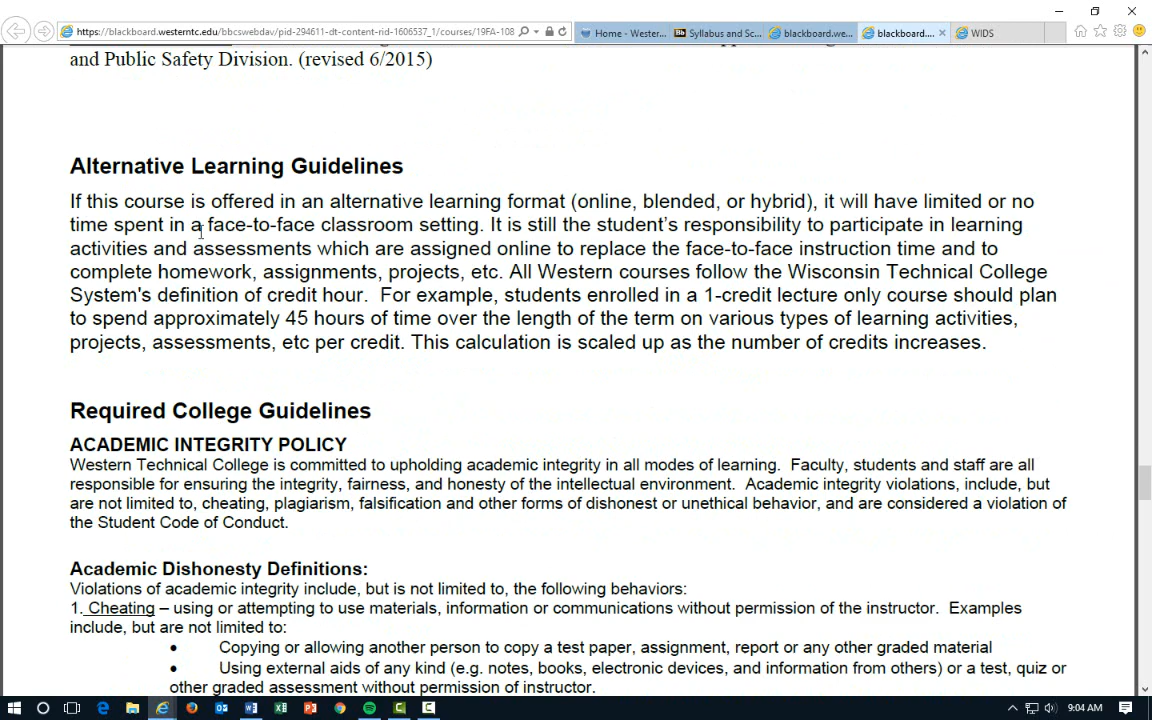 https://blackboard.westerntc.edu/bbcswebdav/pid-294611-dt-content-rid-1606537_1/courses/19FA-108
Home - Wester...
Bb Syllabus and Sc...
blackboard.we...
blackboard....
WIDS
and Public Safety Division. (revised 6/2015)
Alternative Learning Guidelines
If this course is offered in an alternative learning format (online, blended, or hybrid), it will have limited or no
time spent in a face-to-face classroom setting. It is still the student’s responsibility to participate in learning
activities and assessments which are assigned online to replace the face-to-face instruction time and to
complete homework, assignments, projects, etc. All Western courses follow the Wisconsin Technical College
System's definition of credit hour.  For example, students enrolled in a 1-credit lecture only course should plan
to spend approximately 45 hours of time over the length of the term on various types of learning activities,
projects, assessments, etc per credit. This calculation is scaled up as the number of credits increases.
Required College Guidelines
ACADEMIC INTEGRITY POLICY
Western Technical College is committed to upholding academic integrity in all modes of learning.  Faculty, students and staff are all
responsible for ensuring the integrity, fairness, and honesty of the intellectual environment.  Academic integrity violations, include, but
are not limited to, cheating, plagiarism, falsification and other forms of dishonest or unethical behavior, and are considered a violation of
the Student Code of Conduct.
Academic Dishonesty Definitions:
Violations of academic integrity include, but is not limited to, the following behaviors:
1. Cheating – using or attempting to use materials, information or communications without permission of the instructor.  Examples
include, but are not limited to:
• Copying or allowing another person to copy a test paper, assignment, report or any other graded material
• Using external aids of any kind (e.g. notes, books, electronic devices, and information from others) or a test, quiz or
other graded assessment without permission of instructor.
9:04 AM